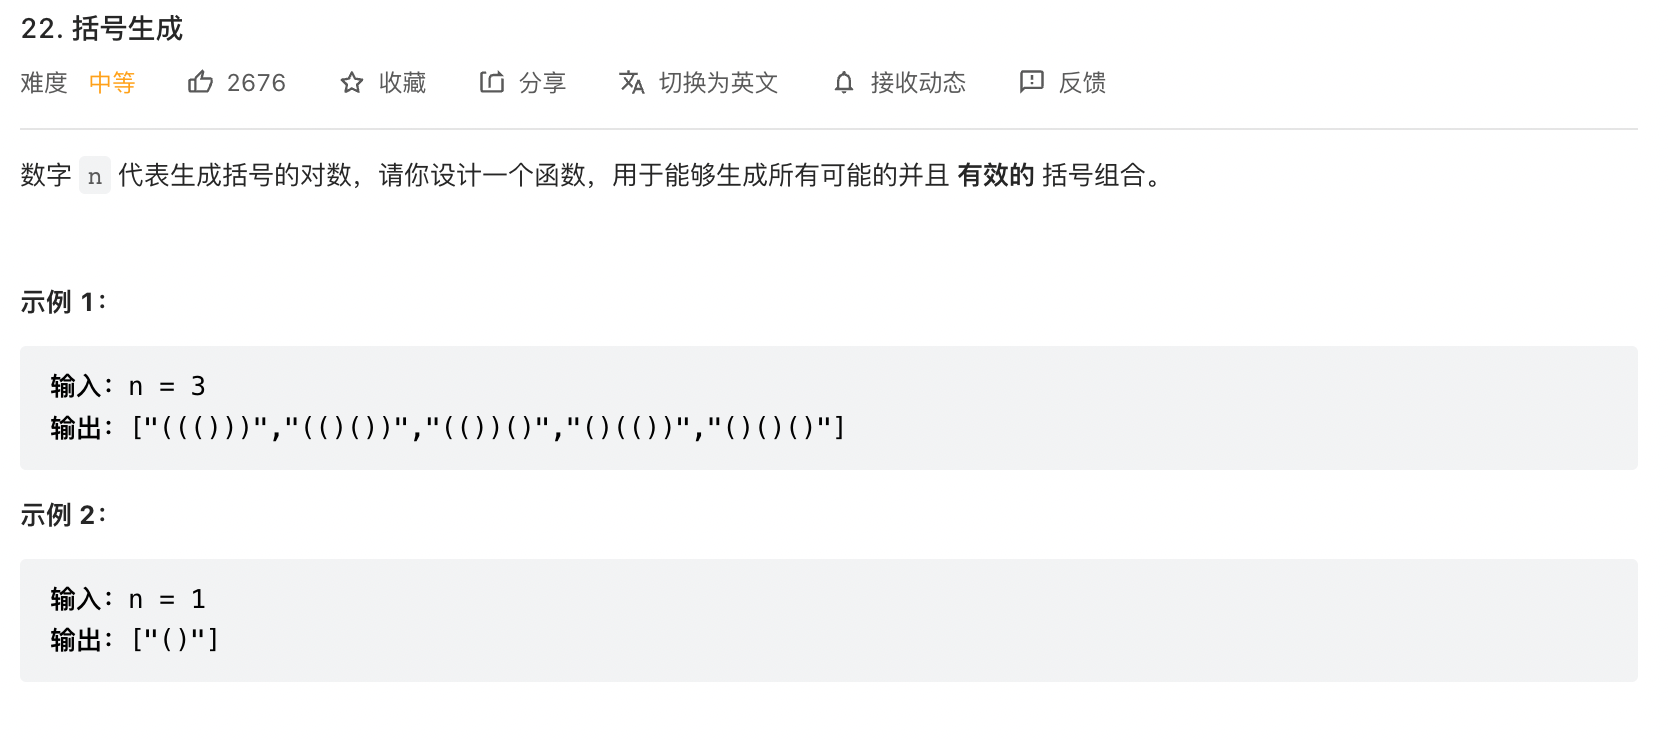 22. 括号生成
难度 中等 2676 收藏 分享 切换为英文 接收动态 反馈
数字 n 代表生成括号的对数，请你设计一个函数，用于能够生成所有可能的并且 有效的 括号组合。
示例 1：
输入：n = 3
输出：["((()))","(()())","(())()","()(())","()()()"]
示例 2：
输入：n = 1
输出：["()"]